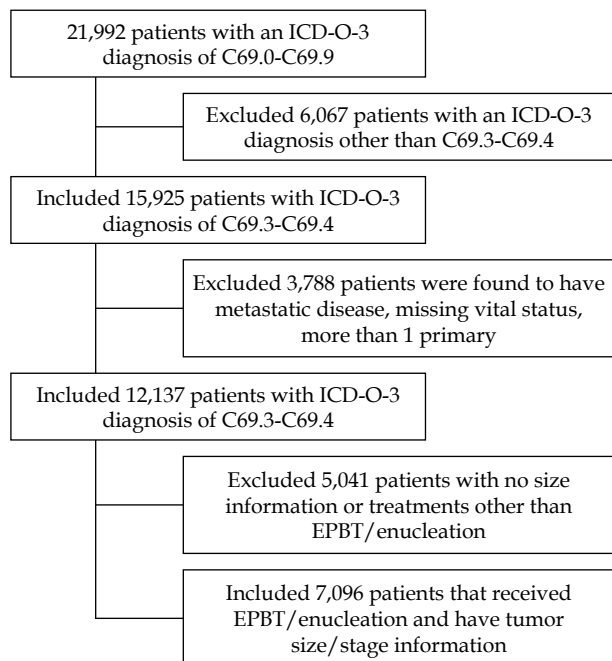 21,992 patients with an ICD-O-3
diagnosis of C69.0-C69.9
Excluded 6,067 patients with an ICD-O-3
diagnosis other than C69.3-C69.4
Included 15,925 patients with ICD-O-3
diagnosis of C69.3-C69.4
Excluded 3,788 patients were found to have
metastatic disease, missing vital status,
more than 1 primary
Included 12,137 patients with ICD-O-3
diagnosis of C69.3-C69.4
Excluded 5,041 patients with no size
information or treatments other than
EPBT/enucleation
Included 7,096 patients that received
EPBT/enucleation and have tumor
size/stage information